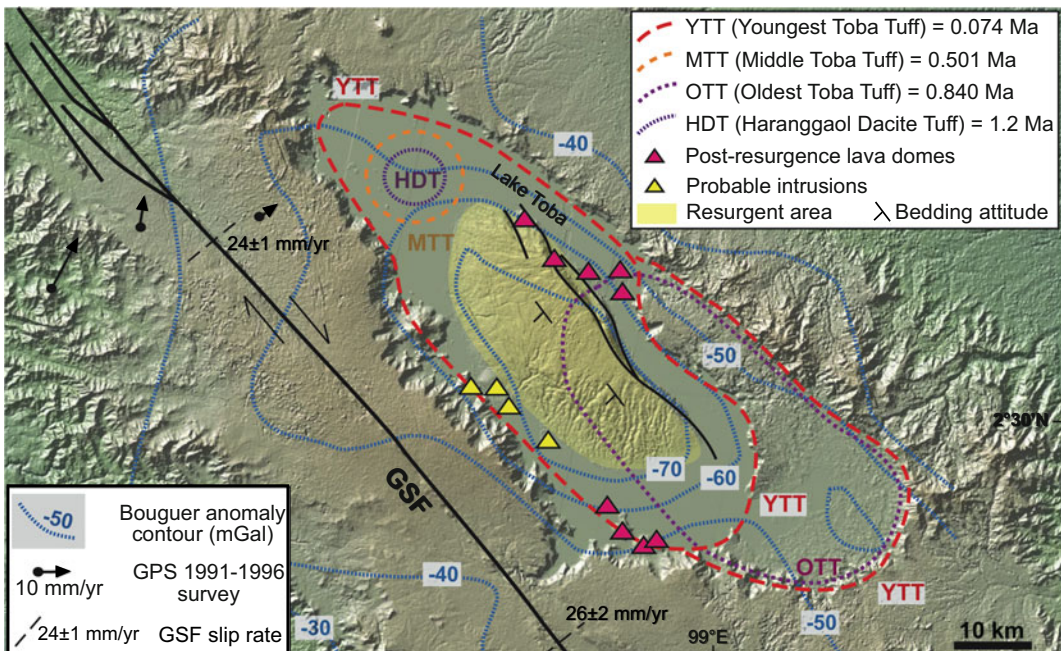 YTT (Youngest Toba Tuff) = 0.074 Ma
MTT (Middle Toba Tuff) = 0.501 Ma
OTT (Oldest Toba Tuff) = 0.840 Ma
HDT (Haranggaol Dacite Tuff) = 1.2 Ma
Post-resurgence lava domes
Probable intrusions
Resurgent area
Bedding attitude
YTT
-40
HDT
Lake Toba
MTT
24±1 mm/yr
-50
2°30'N
GSF
-70
-60
YTT
OTT
YTT
-50
-40
-30
26±2 mm/yr
99°E
10 km
-50
Bouguer anomaly
contour (mGal)
10 mm/yr
GPS 1991-1996
survey
24±1 mm/yr
GSF slip rate